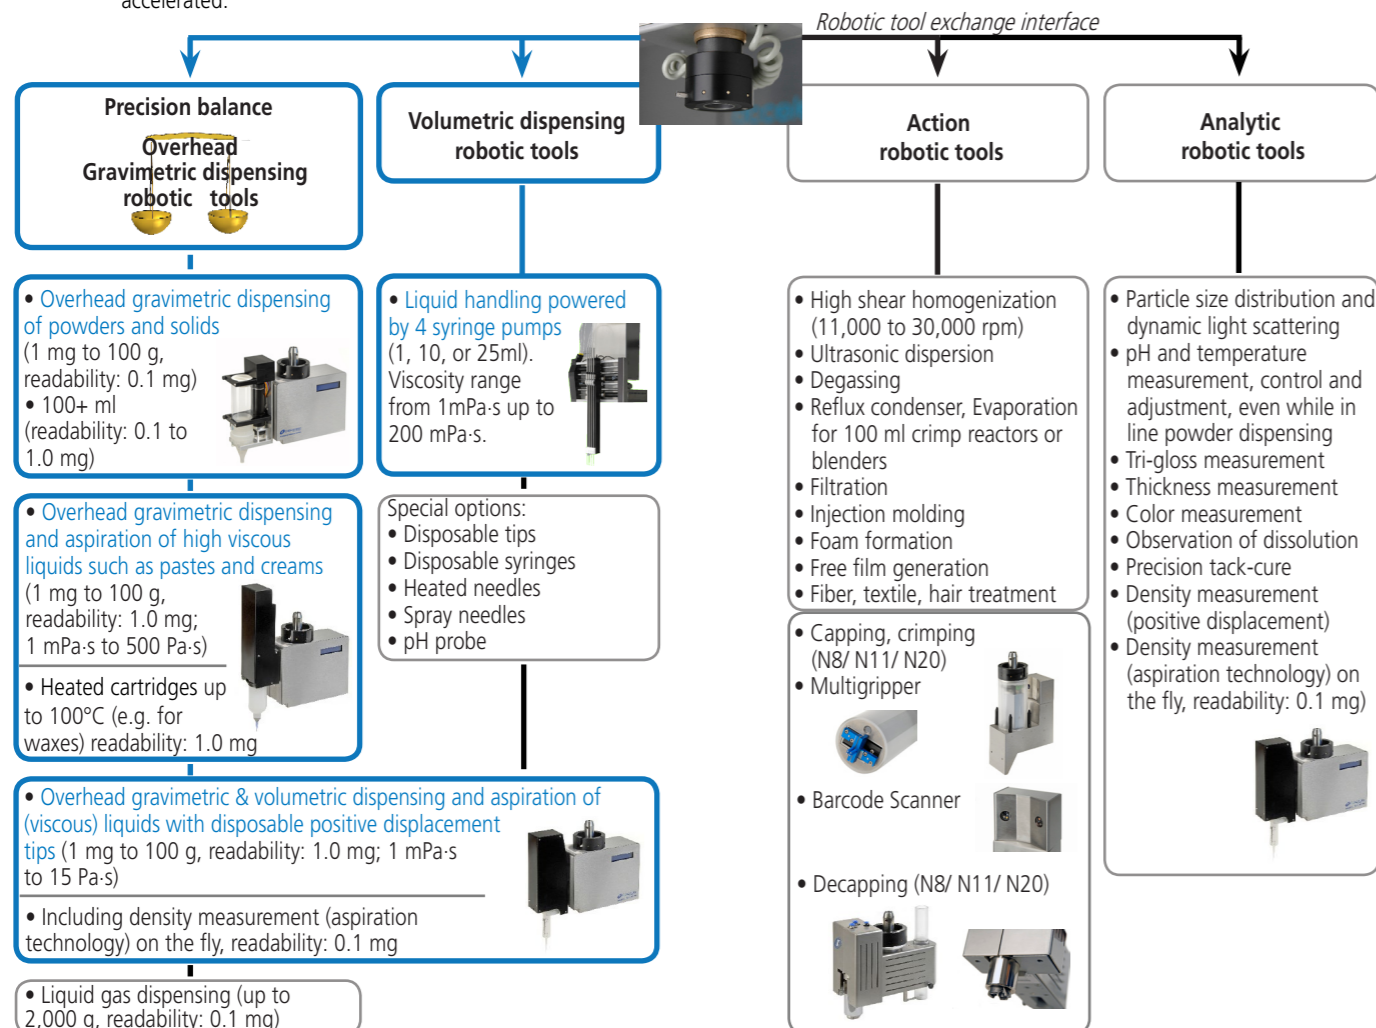 accelerated.
Robotic tool exchange interface
Precision balance
Overhead
Gravimetric dispensing
robotic tools
Volumetric dispensing
robotic tools
Action
robotic tools
Analytic
robotic tools
• Overhead gravimetric dispensing
of powders and solids
(1 mg to 100 g,
readability: 0.1 mg)
• 100+ ml
(readability: 0.1 to
1.0 mg)
• Overhead gravimetric dispensing
and aspiration of high viscous
liquids such as pastes and creams
(1 mg to 100 g,
readability: 1.0 mg;
1 mPa·s to 500 Pa·s)
• Heated cartridges up
to 100°C (e.g. for
waxes) readability: 1.0 mg
• Liquid handling powered
by 4 syringe pumps
(1, 10, or 25ml).
Viscosity range
from 1mPa·s up to
200 mPa·s.
Special options:
• Disposable tips
• Disposable syringes
• Heated needles
• Spray needles
• pH probe
• Overhead gravimetric & volumetric dispensing and aspiration of
(viscous) liquids with disposable positive displacement
tips (1 mg to 100 g, readability: 1.0 mg; 1 mPa·s
to 15 Pa·s)
• Including density measurement (aspiration
technology) on the fly, readability: 0.1 mg
• Liquid gas dispensing (up to
2,000 g, readability: 0.1 mg)
• High shear homogenization
(11,000 to 30,000 rpm)
• Ultrasonic dispersion
• Degassing
• Reflux condenser, Evaporation
for 100 ml crimp reactors or
blenders
• Filtration
• Injection molding
• Foam formation
• Free film generation
• Fiber, textile, hair treatment
• Capping, crimping
(N8/ N11/ N20)
• Multigripper
• Barcode Scanner
• Decapping (N8/ N11/ N20)
• Particle size distribution and
dynamic light scattering
• pH and temperature
measurement, control and
adjustment, even while in
line powder dispensing
• Tri-gloss measurement
• Thickness measurement
• Color measurement
• Observation of dissolution
• Precision tack-cure
• Density measurement
(positive displacement)
• Density measurement
(aspiration technology) on
the fly, readability: 0.1 mg)